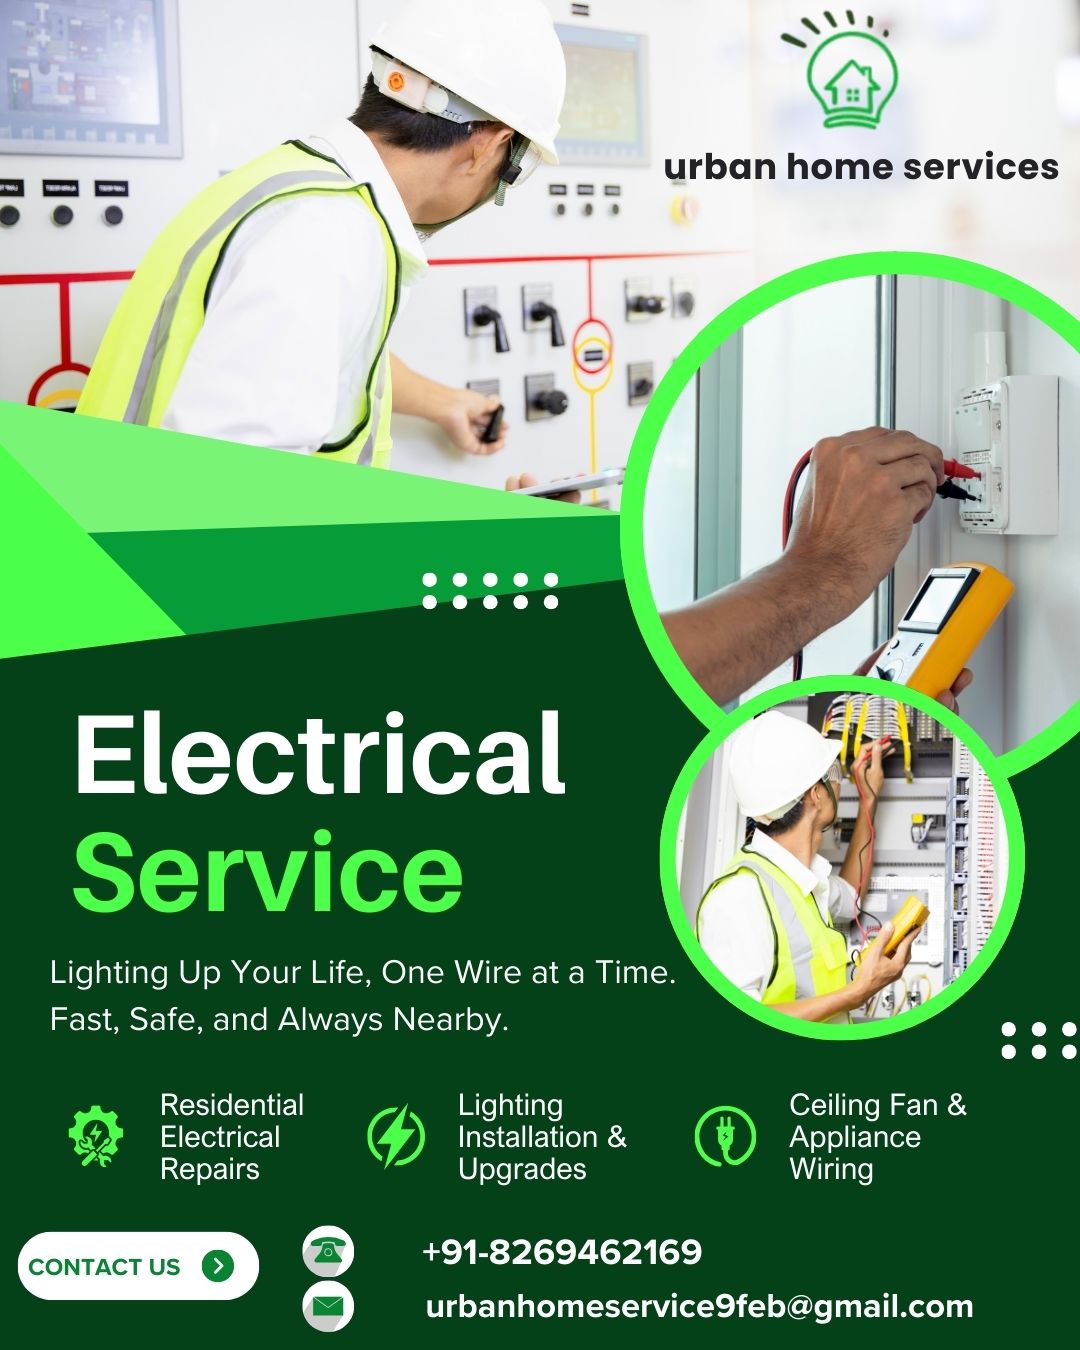 urban home services
Electrical
Service
Lighting Up Your Life, One Wire at a Time.
Fast, Safe, and Always Nearby.
Residential
Electrical
Repairs
Lighting
Installation &
Upgrades
Ceiling Fan &
Appliance
Wiring
CONTACT US
+91-8269462169
urbanhomeservice9feb@gmail.com